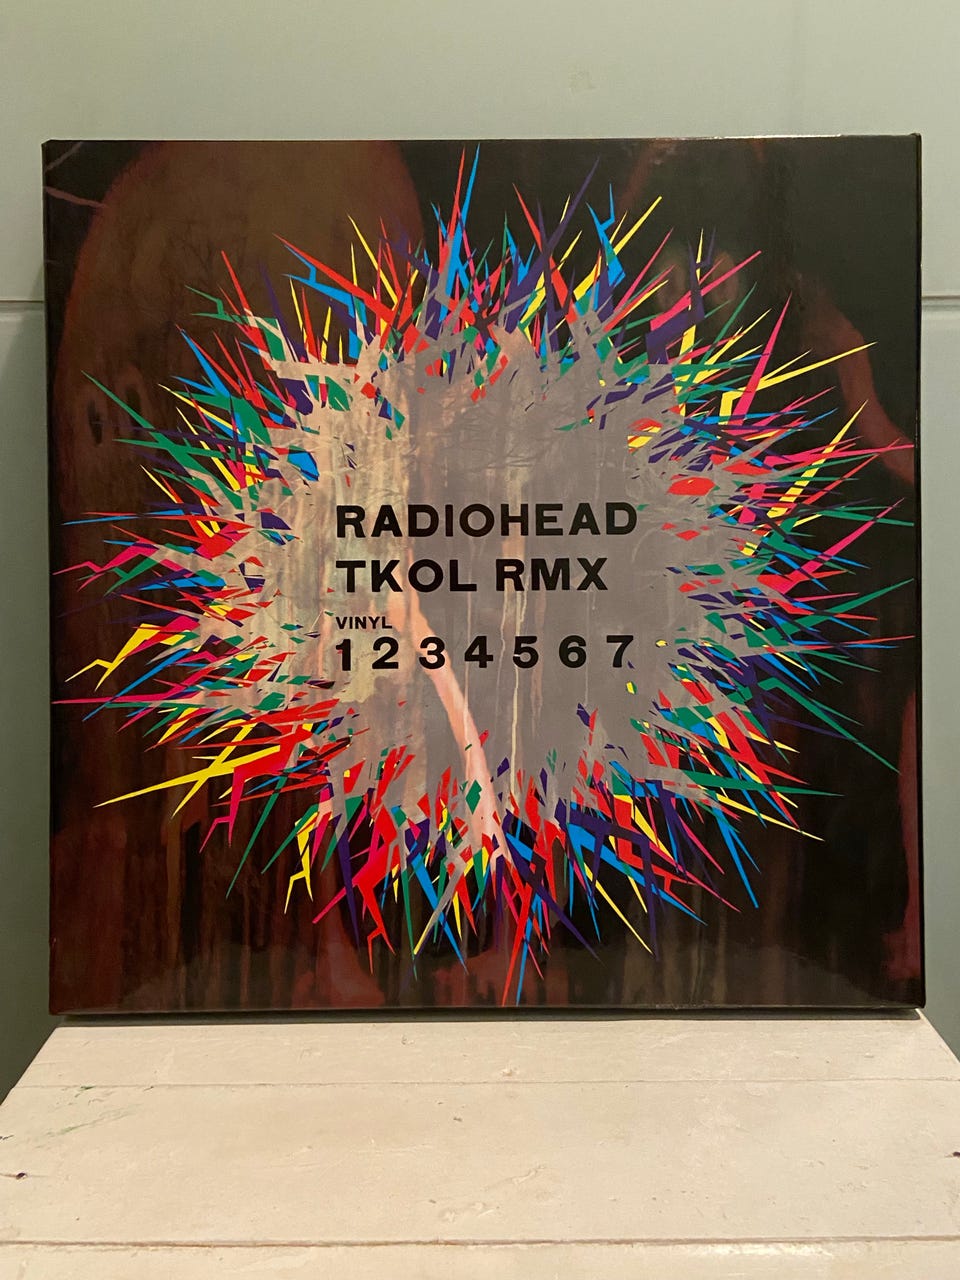 RADIOHEAD
TKOL RMX
VINYL
1 2 3 4 5 6 7